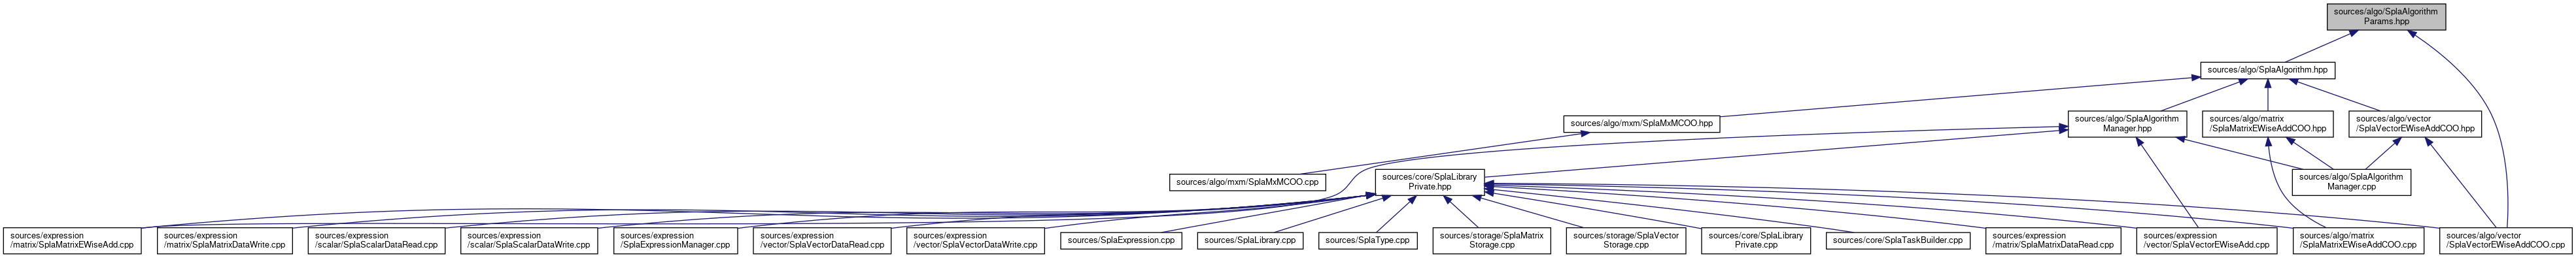 sources/algo/SplaAlgorithm
Params.hpp
sources/algo/SplaAlgorithm.hpp
sources/algo/mxm/SplaMxMCOO.hpp
sources/algo/SplaAlgorithm
Manager.hpp
sources/algo/matrix
/SplaMatrixEWiseAddCOO.hpp
sources/algo/vector
/SplaVectorEWiseAddCOO.hpp
sources/algo/mxm/SplaMxMCOO.cpp
sources/core/SplaLibrary
Private.hpp
sources/algo/SplaAlgorithm
Manager.cpp
sources/expression
/matrix/SplaMatrixEWiseAdd.cpp
sources/expression
/matrix/SplaMatrixDataWrite.cpp
sources/expression
/scalar/SplaScalarDataRead.cpp
sources/expression
/scalar/SplaScalarDataWrite.cpp
sources/expression
/SplaExpressionManager.cpp
sources/expression
/vector/SplaVectorDataRead.cpp
sources/expression
/vector/SplaVectorDataWrite.cpp
sources/SplaExpression.cpp
sources/SplaLibrary.cpp
sources/SplaType.cpp
sources/storage/SplaMatrix
Storage.cpp
sources/storage/SplaVector
Storage.cpp
sources/core/SplaLibrary
Private.cpp
sources/core/SplaTaskBuilder.cpp
sources/expression
/matrix/SplaMatrixDataRead.cpp
sources/expression
/vector/SplaVectorEWiseAdd.cpp
sources/algo/matrix
/SplaMatrixEWiseAddCOO.cpp
sources/algo/vector
/SplaVectorEWiseAddCOO.cpp